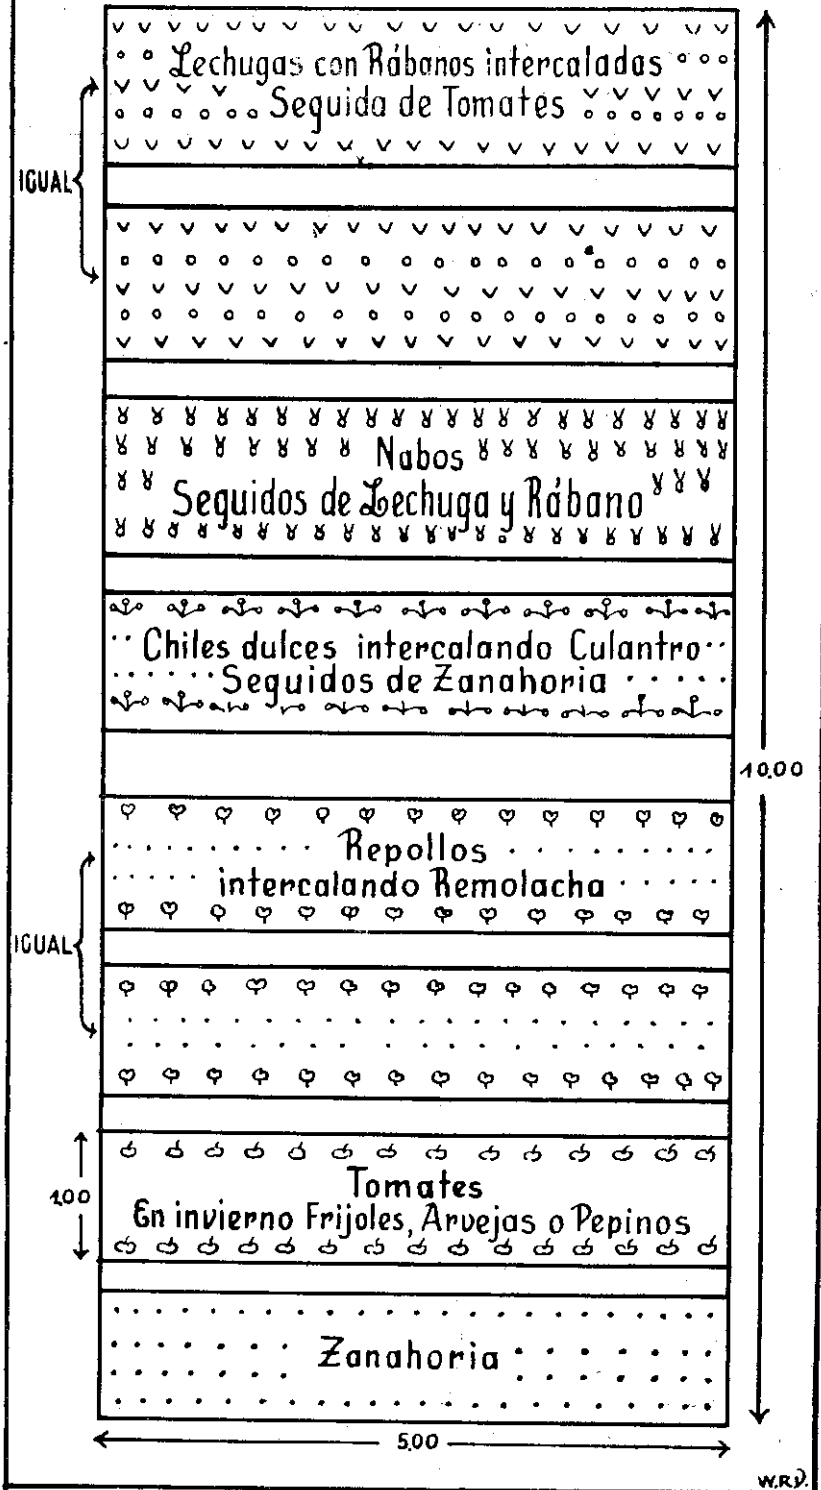 Lechugas con Rábanos intercaladas
Seguida de Tomates
IGUAL
Nabos
Seguidos de Lechuga y Rábano
Chiles dulces intercalando Culantro
Seguidos de Zanahoria
10.00
Repollos
intercalando Remolacha
IGUAL
1.00
Tomates
En invierno Frijoles, Arvejas o Pepinos
Zanahoria
5.00
W.R.D.